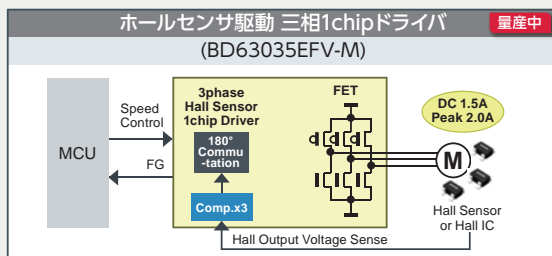 ホールセンサ駆動 三相1chipドライバ
量産中
(BD63035EFV-M)
MCU
Speed
Control
FG
3phase
Hall Sensor
1chip Driver
180°
Commu
-tation
Comp.x3
FET
DC 1.5A
Peak 2.0A
M
Hall Sensor
or Hall IC
Hall Output Voltage Sense